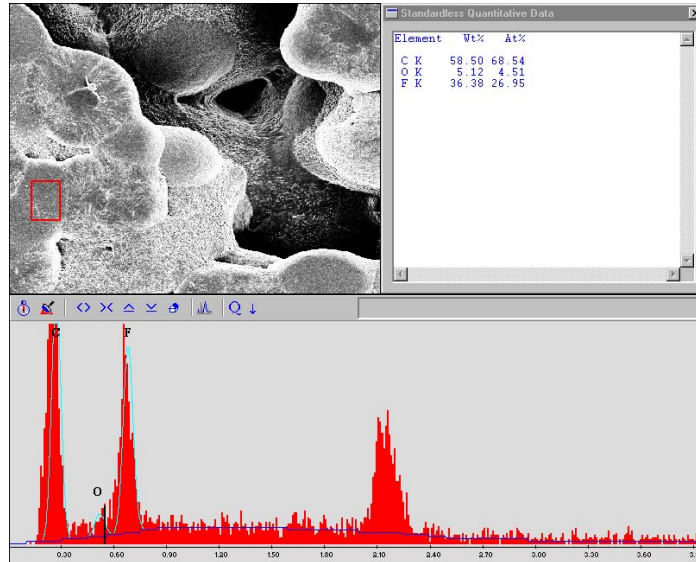 Standardless Quantitative Data
Element Wt% At%
C K 58.50 68.54
O K 5.12 4.51
F K 36.38 26.95
Q
C F
O
0.30 0.60 0.90 1.20 1.50 1.80 2.10 2.40 2.70 3.00 3.30 3.60